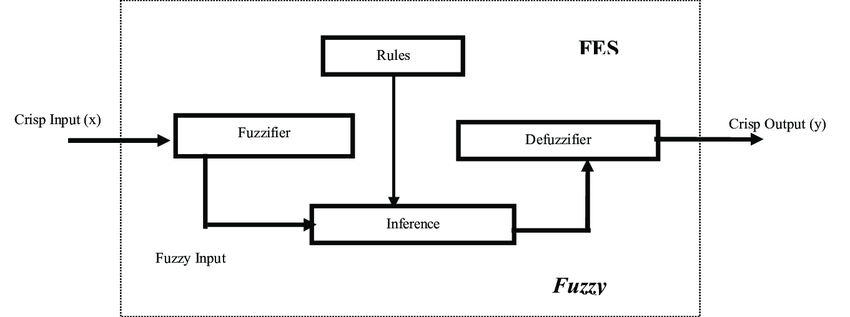 Rules
FES
Crisp Input (x)
Fuzzifier
Defuzzifier
Crisp Output (y)
Inference
Fuzzy Input
Fuzzy